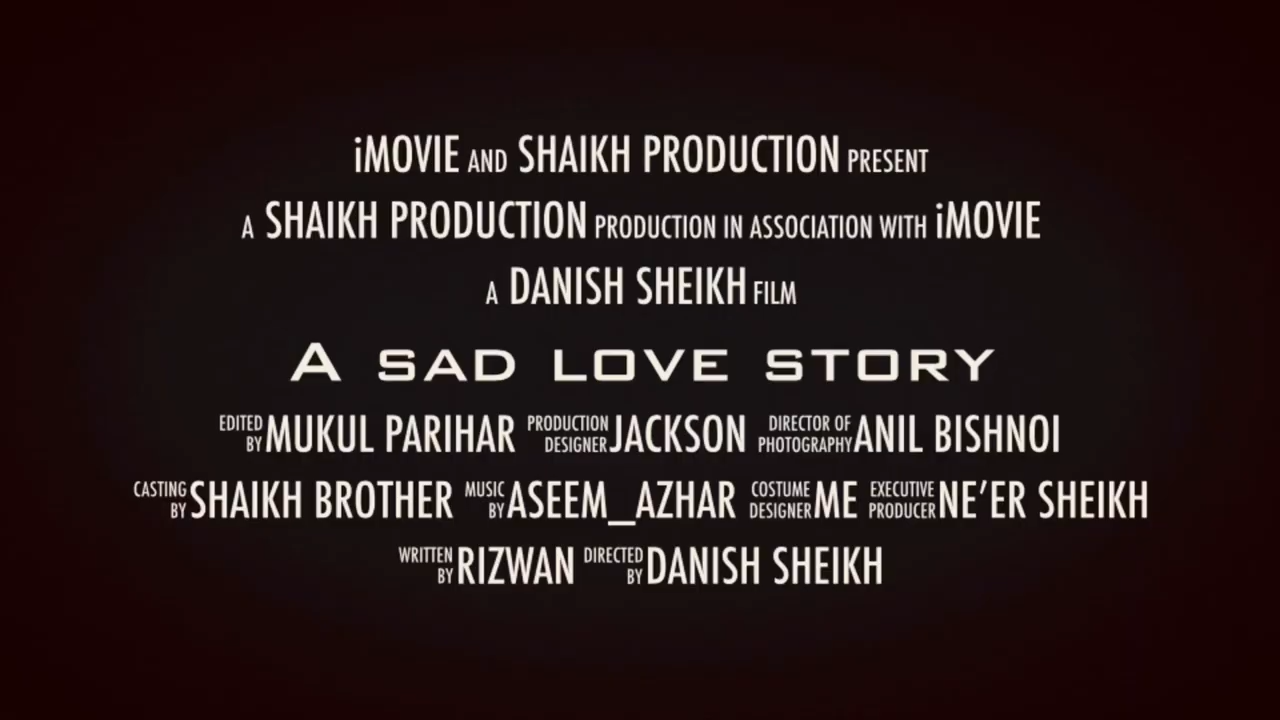 iMOVIE AND SHAIKH PRODUCTION PRESENT
A SHAIKH PRODUCTION PRODUCTION IN ASSOCIATION WITH iMOVIE
A DANISH SHEIKH FILM
A SAD LOVE STORY
EDITED BY MUKUL PARIHAR PRODUCTION DESIGNER JACKSON DIRECTOR OF PHOTOGRAPHY ANIL BISHNOI
CASTING BY SHAIKH BROTHER MUSIC BY ASEEM_AZHAR COSTUME DESIGNER ME EXECUTIVE PRODUCER NE’ER SHEIKH
WRITTEN BY RIZWAN DIRECTED BY DANISH SHEIKH